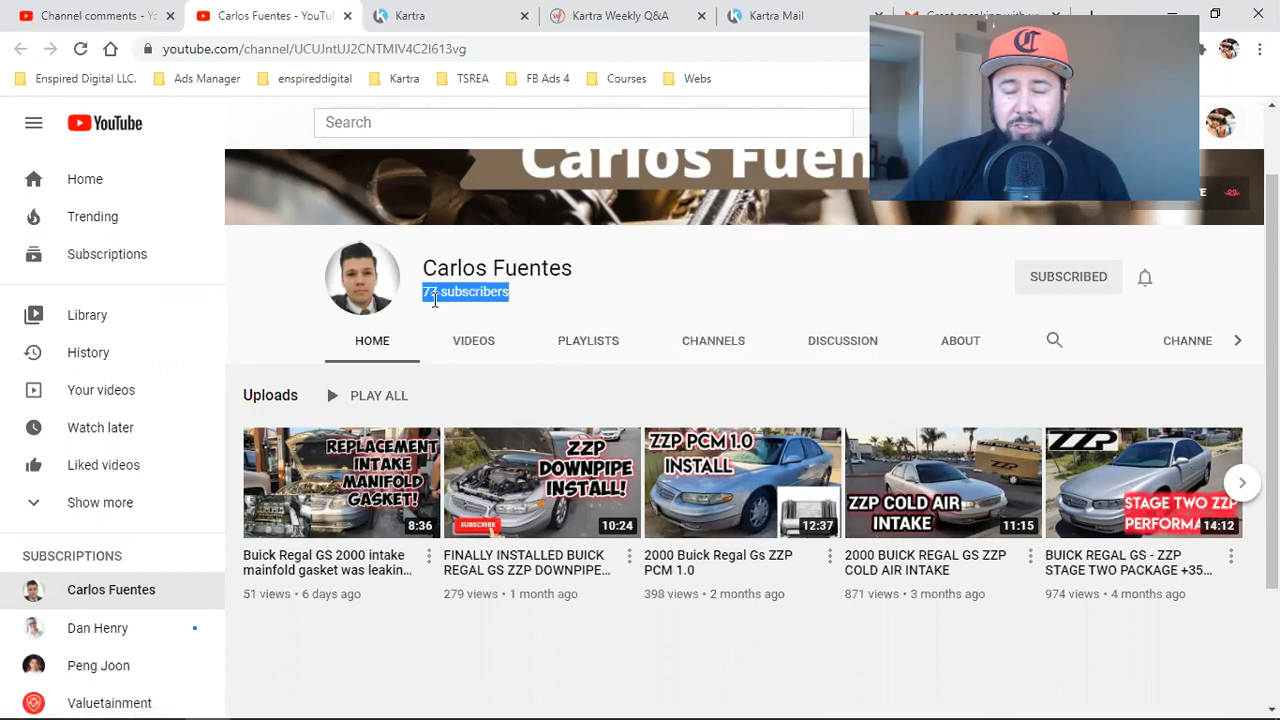 Channel comments - Yo
Carlos Fuentes - YouTu
Kartra
Kartra Weekly Q&A
Kartra Mail
youtube.com/channel/UCUJntUJ2CNTMIV4C2I613vg
Enspired Digital LLC.
Ads Manager
enspireddigital
Kartra
TSREA
FB Ads 4
Courses
Webs
YouTube
Search
C
Home
Trending
Subscriptions
Library
History
Your videos
Watch later
Liked videos
Show more
SUBSCRIPTIONS
Carlos Fuentes
Dan Henry
Peng Joon
Valuetainment
Carlos Fuen
Carlos Fuentes
77 subscribers
SUBSCRIBED
HOME
VIDEOS
PLAYLISTS
CHANNELS
DISCUSSION
ABOUT
CHANNE
Uploads
PLAY ALL
REPLACEMENT
INTAKE
MANIFOLD
GASKET!
8:36
Buick Regal GS 2000 intake
mainfold gasket was leakin...
51 views • 6 days ago
ZZP
DOWNPIPE
INSTALL!
SUBSCRIBE
10:24
FINALLY INSTALLED BUICK
REGAL GS ZZP DOWNPIPE...
279 views • 1 month ago
ZZP PCM 1.0
INSTALL
12:37
2000 Buick Regal Gs ZZP
PCM 1.0
398 views • 2 months ago
ZZP COLD AIR
INTAKE
11:15
2000 BUICK REGAL GS ZZP
COLD AIR INTAKE
871 views • 3 months ago
ZZP
STAGE TWO ZZP
PERFORMA
14:12
BUICK REGAL GS - ZZP
STAGE TWO PACKAGE +35...
974 views • 4 months ago